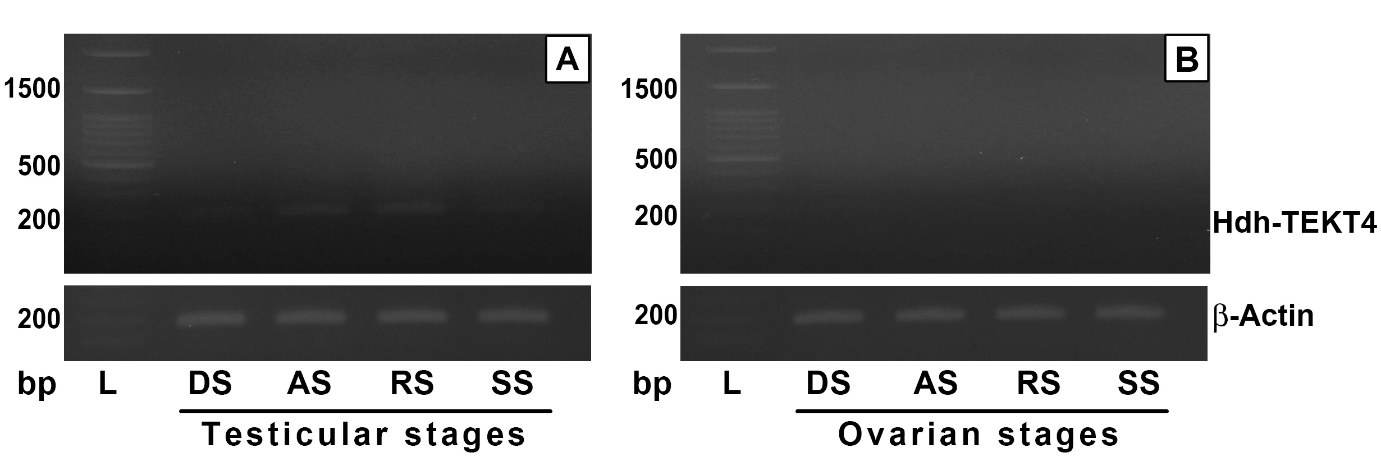 A
B
1500
500
200
1500
500
200
Hdh-TEKT4
200
200
β-Actin
bp L DS AS RS SS
bp L DS AS RS SS
Testicular stages
Ovarian stages